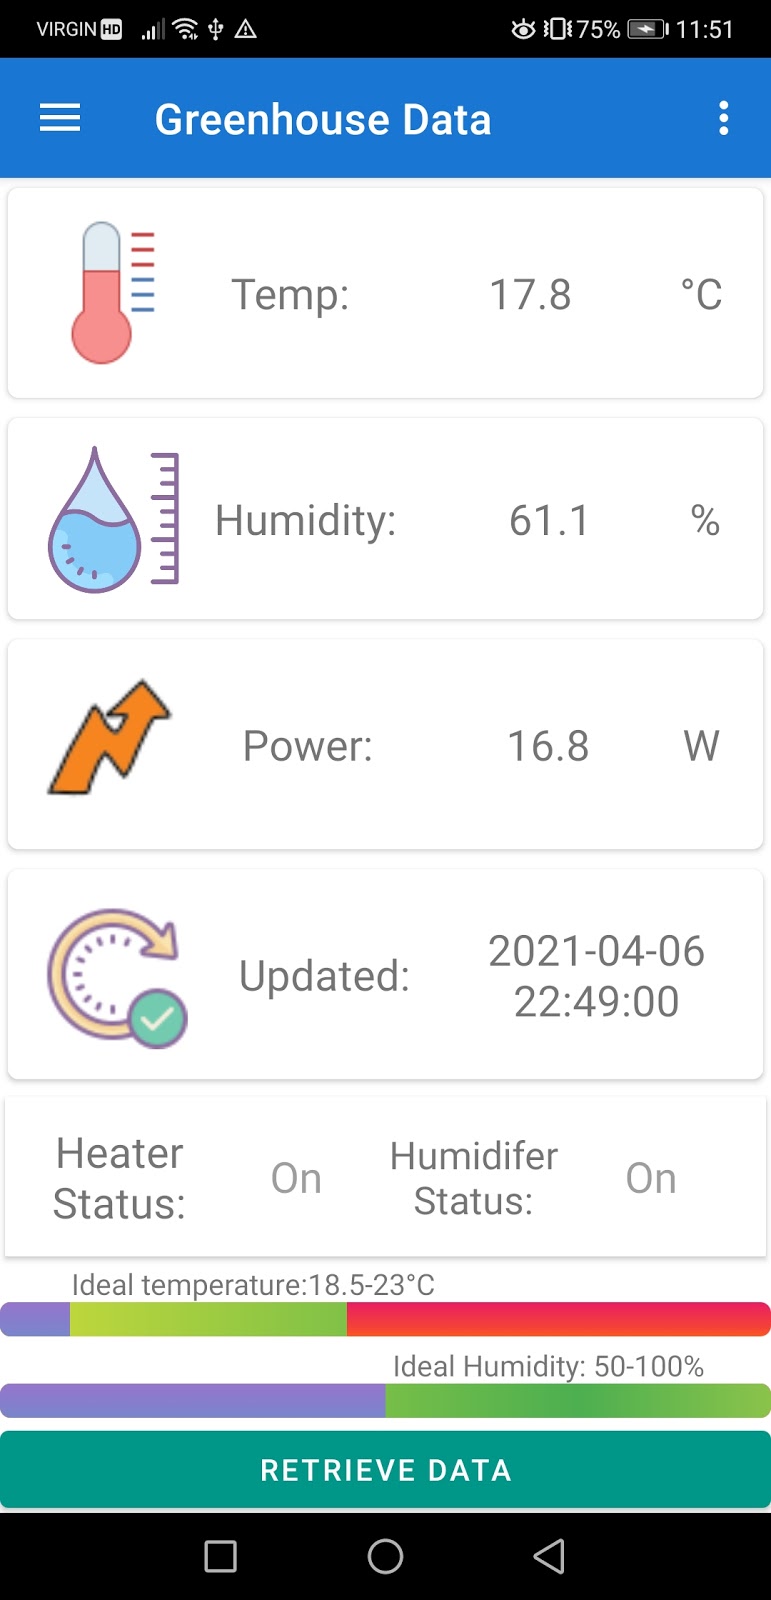 VIRGIN HD 75% 11:51
Greenhouse Data
Temp: 17.8 °C
Humidity: 61.1 %
Power: 16.8 W
Updated: 2021-04-06
22:49:00
Heater
Status: On
Humidifer
Status: On
Ideal temperature:18.5-23°C
Ideal Humidity: 50-100%
RETRIEVE DATA